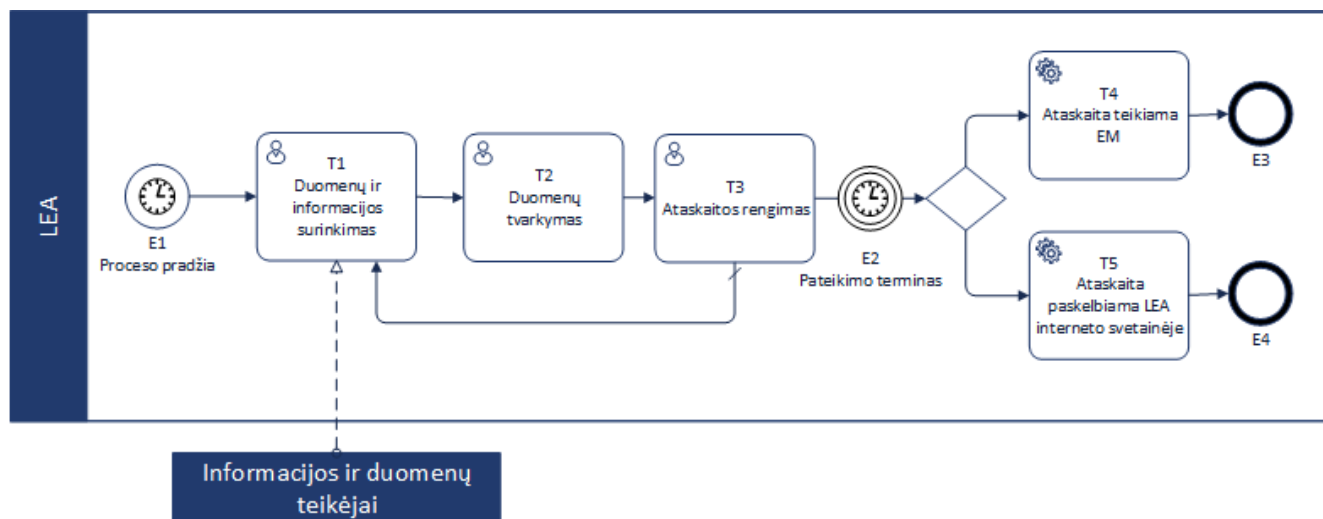 LEA
E1
Proceso pradžia
T1
Duomenų ir
informacijos
surinkimas
T2
Duomenų
tvarkymas
T3
Ataskaitos rengimas
E2
Pateikimo terminas
T4
Ataskaita teikiama
EM
E3
T5
Ataskaita
paskelbiama LEA
interneto svetainėje
E4
Informacijos ir duomenų
teikėjai